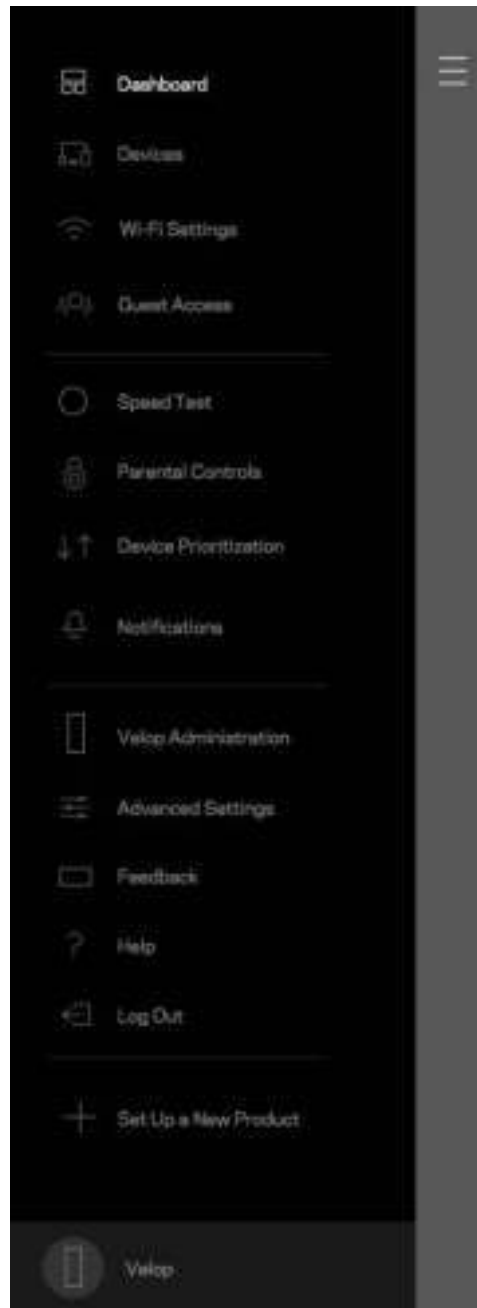 Dashboard
Devices
Wi-Fi Settings
Guest Access
Speed Test
Parental Controls
Device Prioritization
Notifications
Velop Administration
Advanced Settings
Feedback
Help
Log Out
Set Up a New Product
Velop